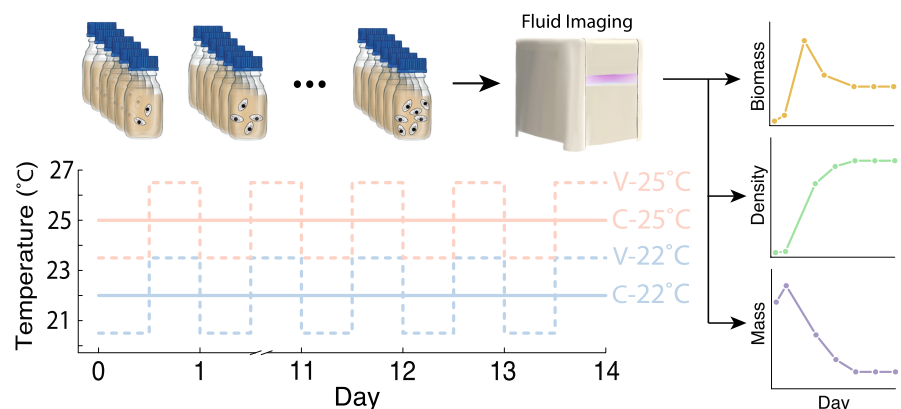 Fluid Imaging
27
25
23
21
Temperature (˚C)
V-25˚C
C-25˚C
V-22˚C
C-22˚C
0
1
11
12
13
14
Day
Biomass
Density
Mass
Day